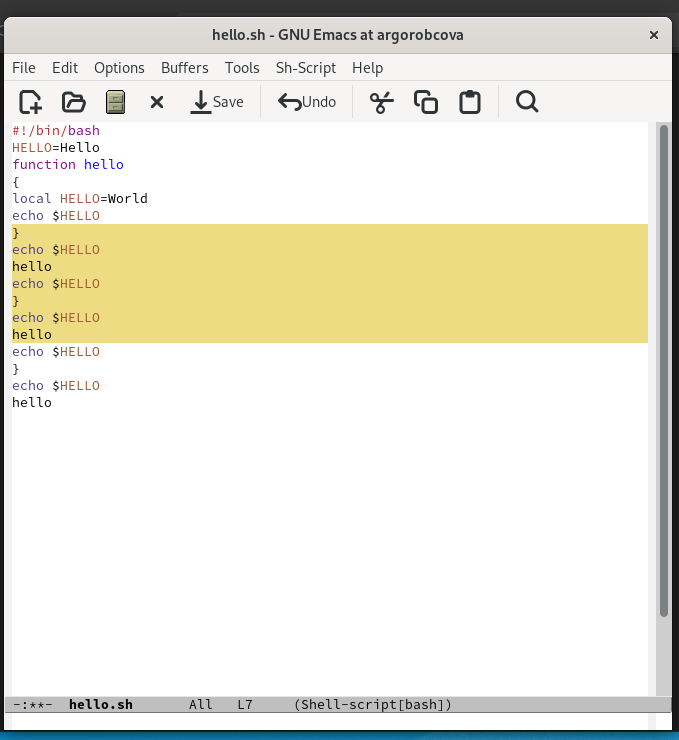 hello.sh - GNU Emacs at argorobcova
File Edit Options Buffers Tools Sh-Script Help
Save Undo
#!/bin/bash
HELLO=Hello
function hello
{
local HELLO=World
echo $HELLO
}
echo $HELLO
hello
echo $HELLO
}
echo $HELLO
hello
echo $HELLO
}
echo $HELLO
hello
-:**- hello.sh All L7 (Shell-script[bash])